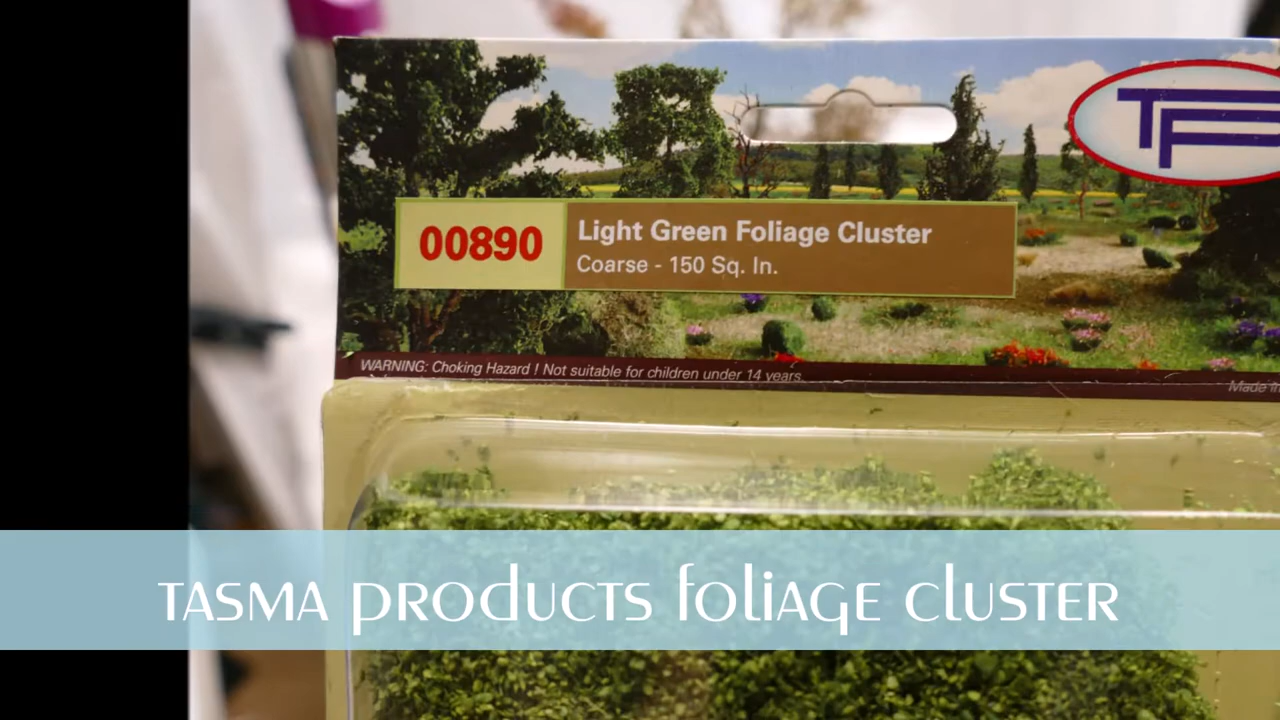 TP
00890
Light Green Foliage Cluster
Coarse - 150 Sq. In.
WARNING: Choking Hazard ! Not suitable for children under 14 years.
Made in
TASMA products foliage cluster